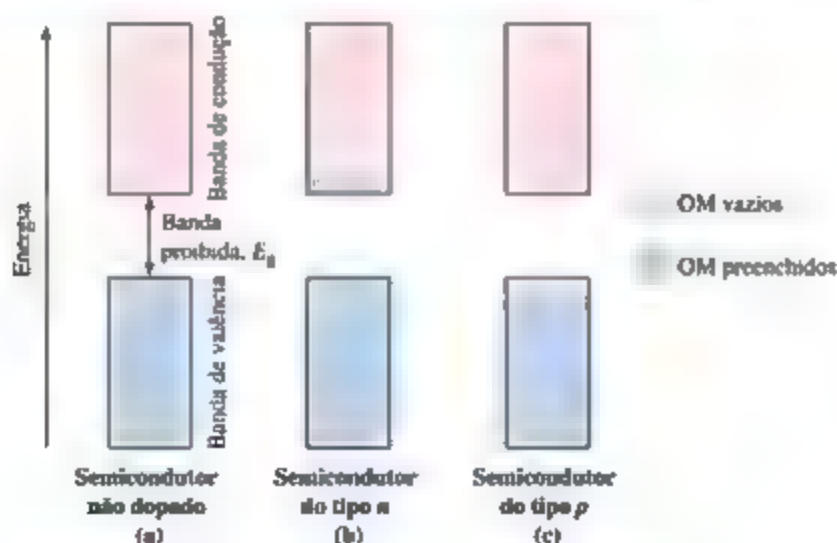 Energia
Banda de condução
Banda
proibida, E_g
Banda de valência
OM vazios
OM preenchidos
Semicondutor
não dopado
(a)
Semicondutor
do tipo n
(b)
Semicondutor
do tipo p
(c)